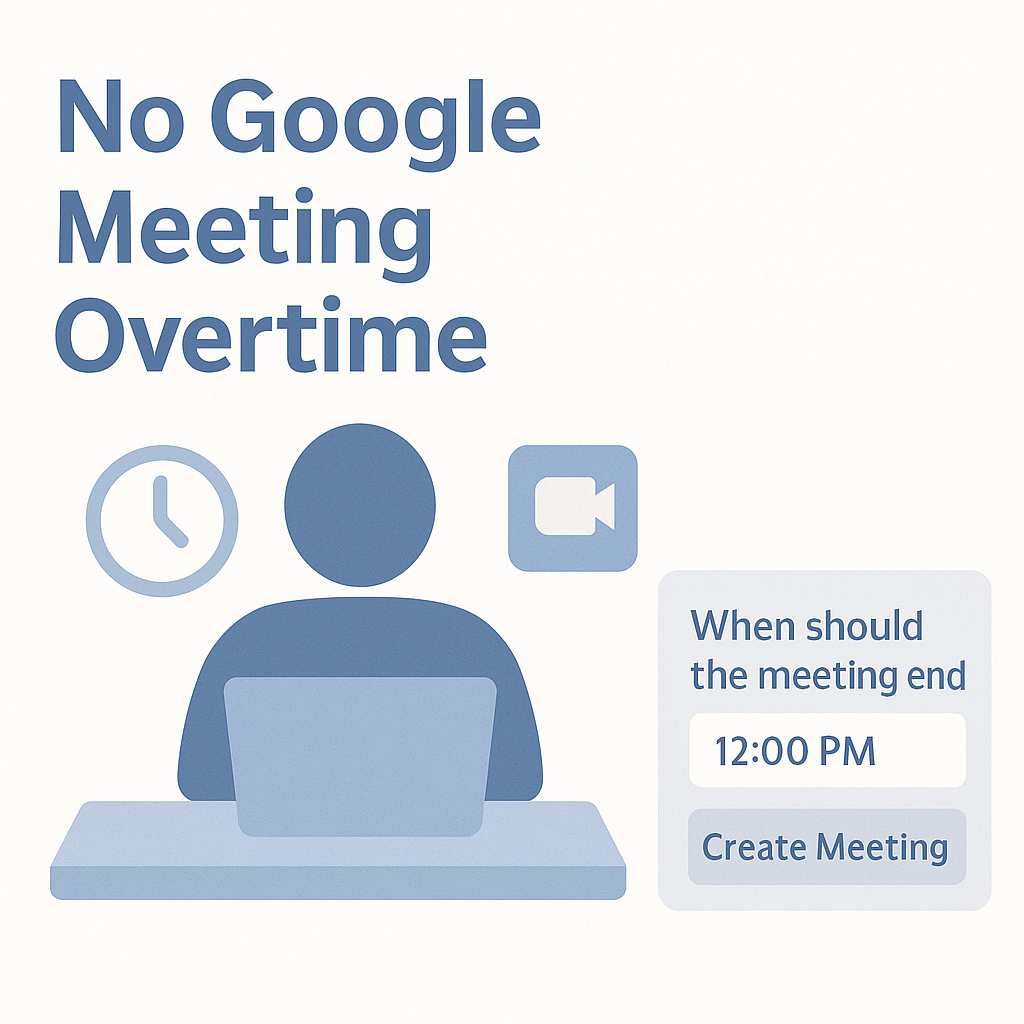 No Google
Meeting
Overtime
When should
the meeting end
12:00 PM
Create Meeting